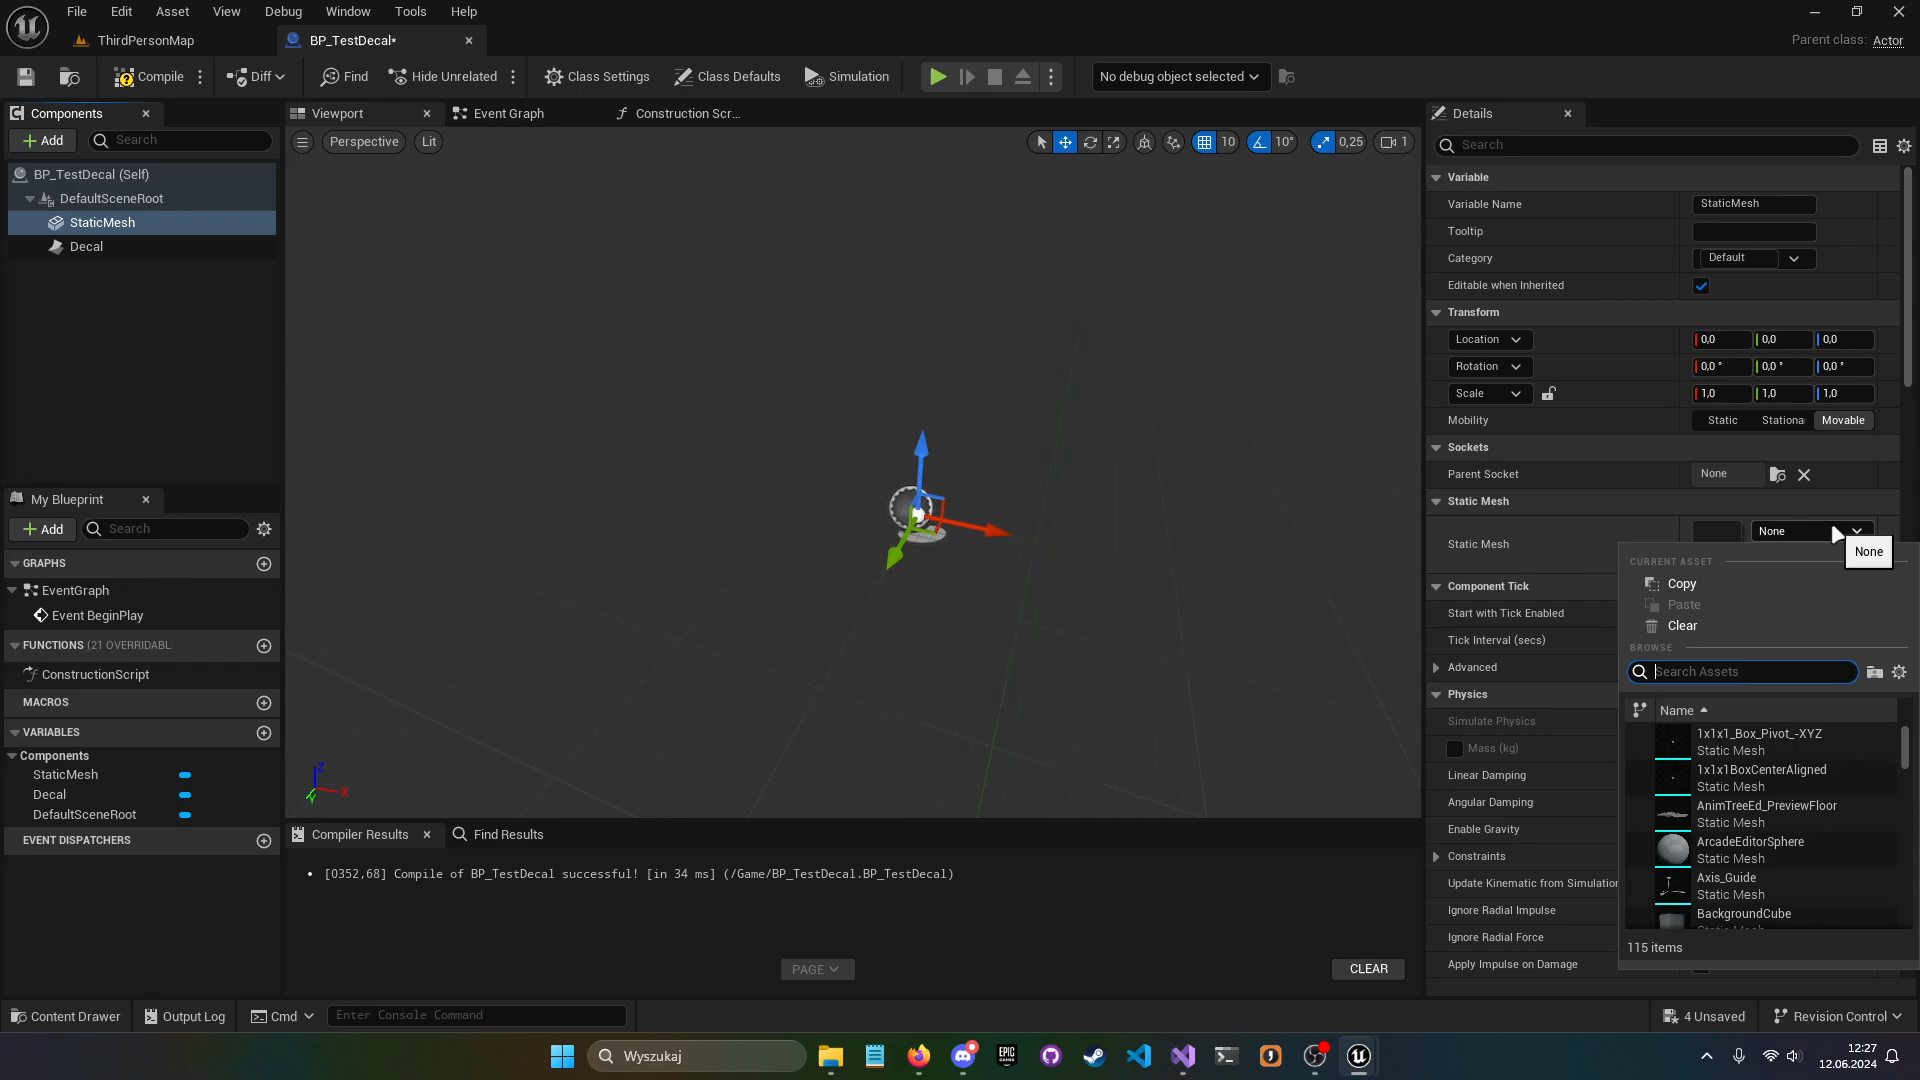 File Edit Asset View Debug Window Tools Help
ThirdPersonMap
BP_TestDecal*
Parent class: Actor
Compile
Diff
Find
Hide Unrelated
Class Settings
Class Defaults
Simulation
No debug object selected
Components
Add
Search
BP_TestDecal (Self)
DefaultSceneRoot
StaticMesh
Decal
My Blueprint
Add
Search
GRAPHS
EventGraph
Event BeginPlay
FUNCTIONS (21 OVERRIDABL
ConstructionScript
MACROS
VARIABLES
Components
StaticMesh
Decal
DefaultSceneRoot
EVENT DISPATCHERS
Viewport
Event Graph
Construction Scr...
Perspective
Lit
10
10°
0,25
1
Z
X
Y
Compiler Results
Find Results
[0352,68] Compile of BP_TestDecal successful! [in 34 ms] (/Game/BP_TestDecal.BP_TestDecal)
PAGE
CLEAR
Details
Search
Variable
Variable Name StaticMesh
Tooltip
Category Default
Editable when Inherited
Transform
Location 0,0 0,0 0,0
Rotation 0,0 ° 0,0 ° 0,0 °
Scale 1,0 1,0 1,0
Mobility Static Stationa Movable
Sockets
Parent Socket None
Static Mesh
Static Mesh None
None
Component Tick
Start with Tick Enabled
Tick Interval (secs)
Advanced
Physics
Simulate Physics
Mass (kg)
Linear Damping
Angular Damping
Enable Gravity
Constraints
Update Kinematic from Simulation
Ignore Radial Impulse
Ignore Radial Force
Apply Impulse on Damage
CURRENT ASSET
Copy
Paste
Clear
BROWSE
Search Assets
Name
1x1x1_Box_Pivot_-XYZ
Static Mesh
1x1x1BoxCenterAligned
Static Mesh
AnimTreeEd_PreviewFloor
Static Mesh
ArcadeEditorSphere
Static Mesh
Axis_Guide
Static Mesh
BackgroundCube
Static Mesh
115 items
Content Drawer
Output Log
Cmd
Enter Console Command
4 Unsaved
Revision Control
Wyszukaj
EPIC GAMES
12:27
12.06.2024